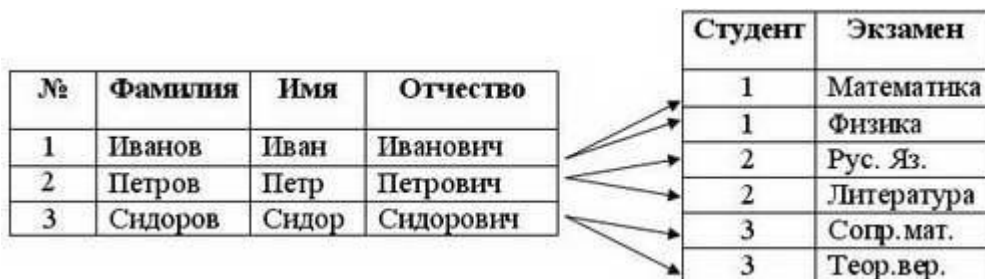 № Фамилия Имя Отчество
1 Иванов Иван Иванович
2 Петров Петр Петрович
3 Сидоров Сидор Сидорович
Студент Экзамен
1 Математика
1 Физика
2 Рус. Яз.
2 Литература
3 Сопр.мат.
3 Теор.вер.